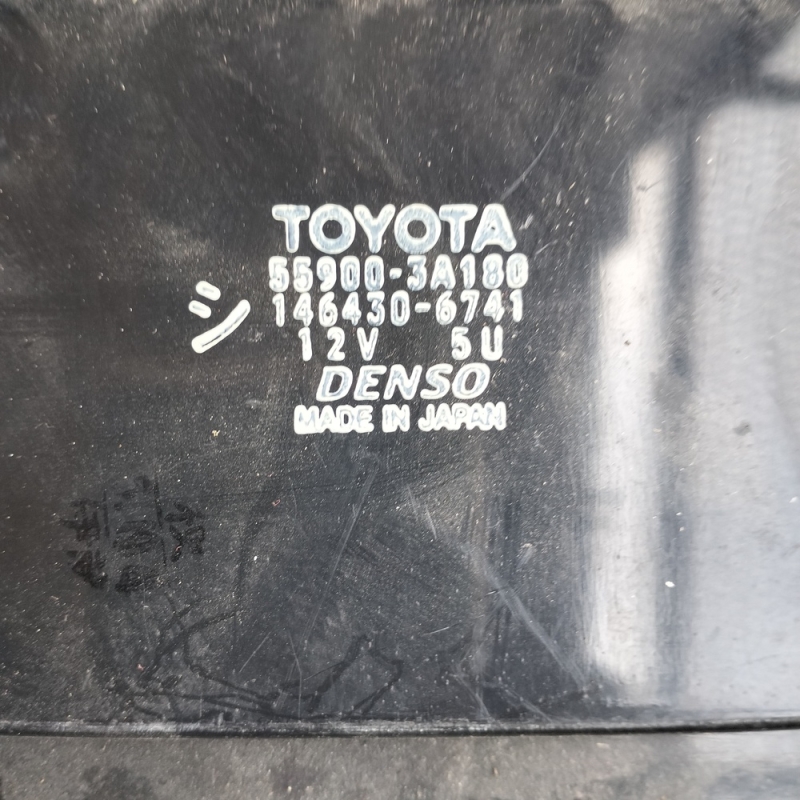 TOYOTA
55900-3A180
146430-6741
シ
12V 5U
DENSO
MADE IN JAPAN